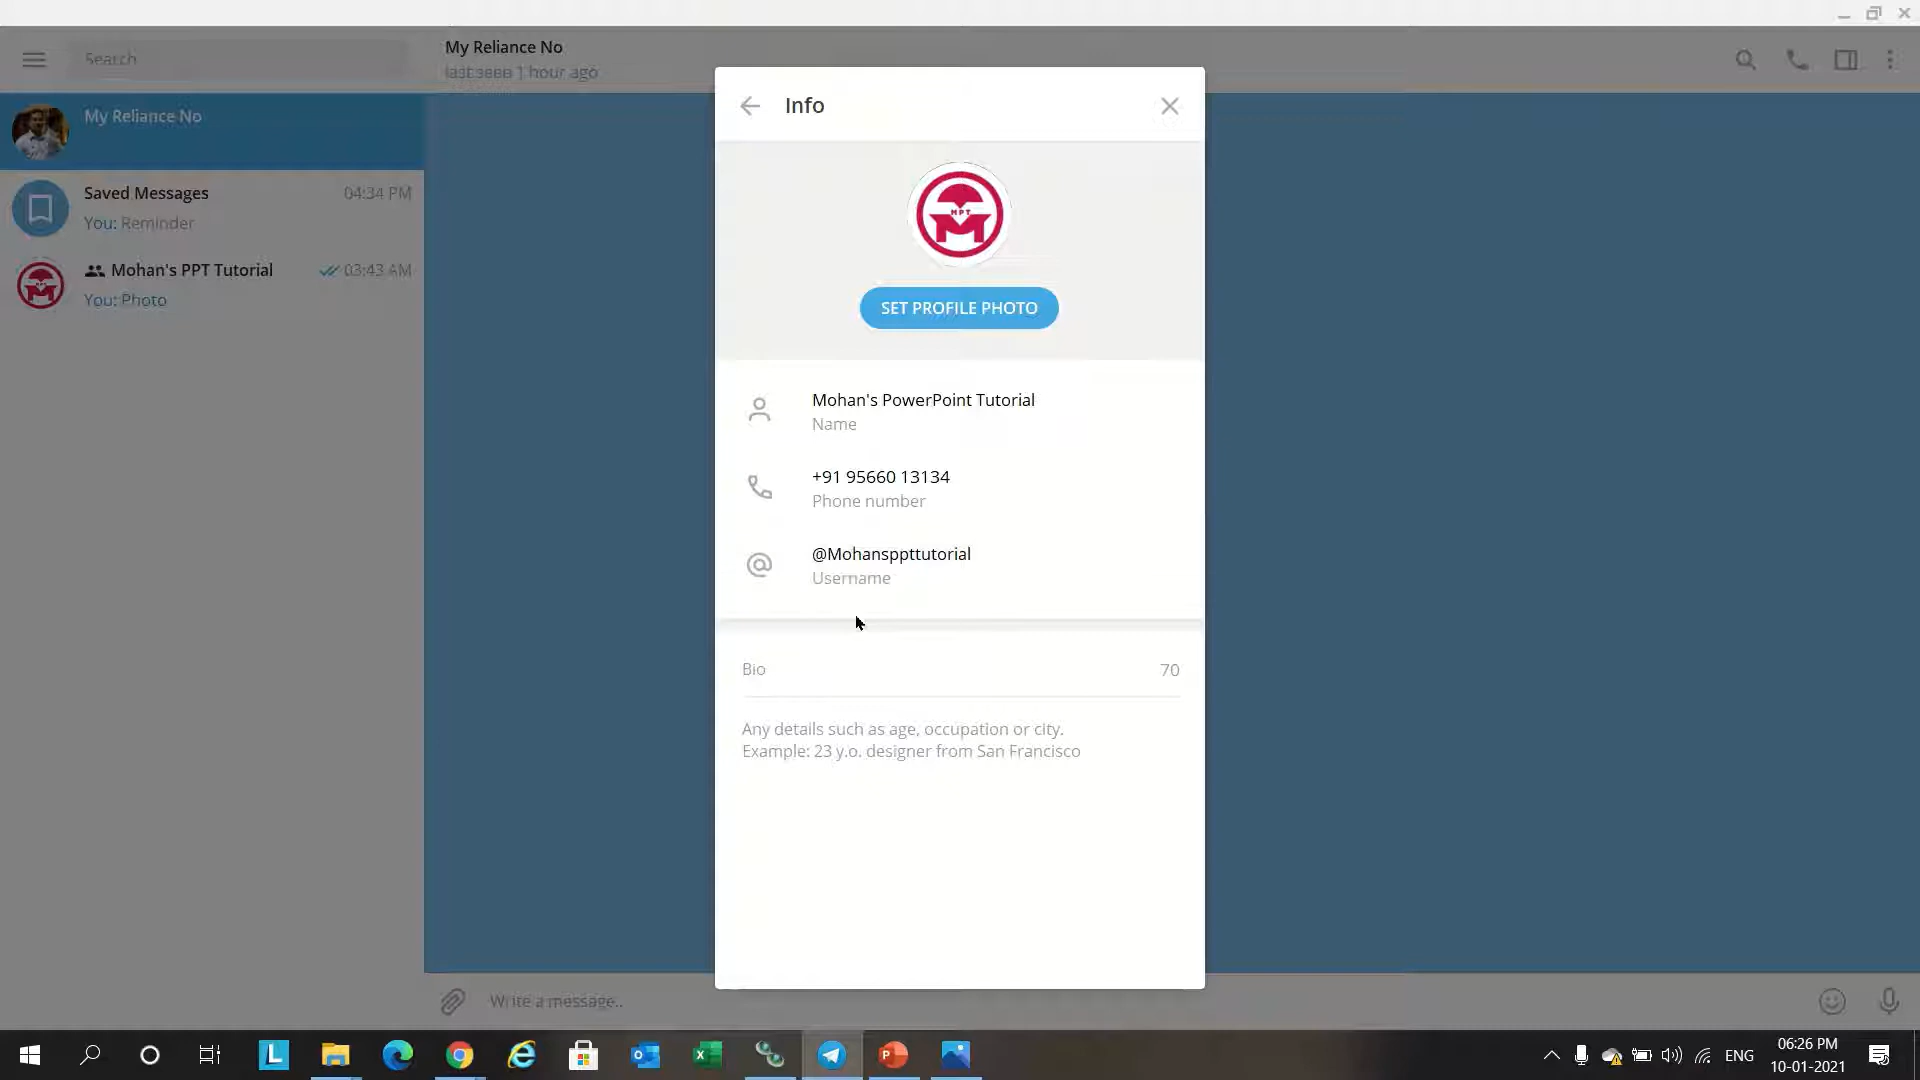 Search
My Reliance No
last seen 1 hour ago
My Reliance No
Saved Messages 04:34 PM
You: Reminder
Mohan's PPT Tutorial 03:43 AM
You: Photo
Info
MPT
SET PROFILE PHOTO
Mohan's PowerPoint Tutorial
Name
+91 95660 13134
Phone number
@Mohansppttutorial
Username
Bio 70
Any details such as age, occupation or city.
Example: 23 y.o. designer from San Francisco
Write a message..
ENG
06:26 PM
10-01-2021